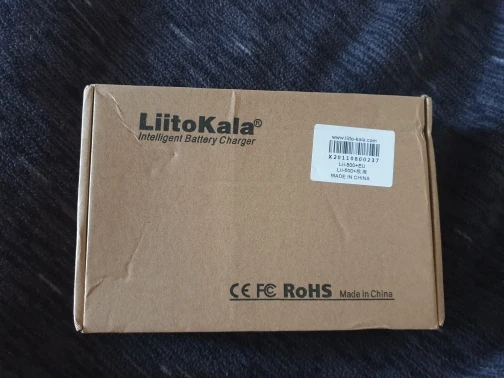 LiitoKala®
Intelligent Battery Charger
www.liito-kala.com
Lii-500+EU
MADE IN CHINA
CE FC RoHS Made in China